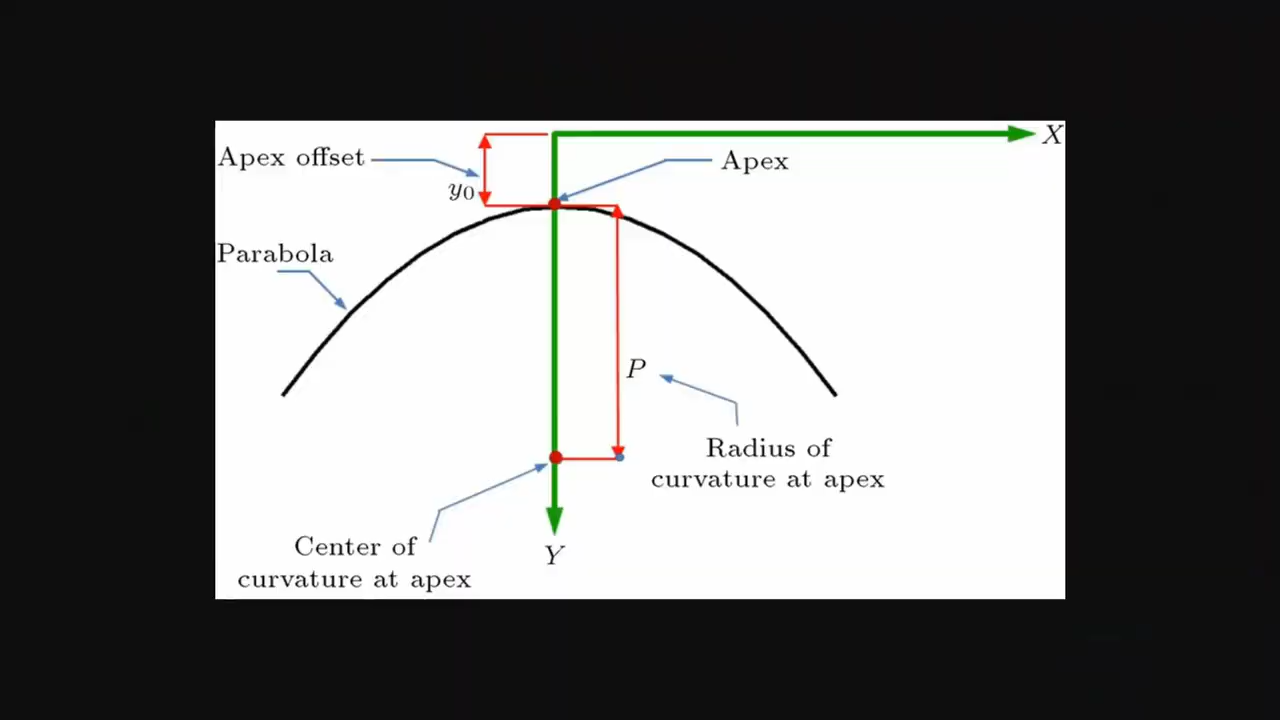 X
Apex offset
Apex
y0
Parabola
P
Radius of
curvature at apex
Center of
curvature at apex
Y